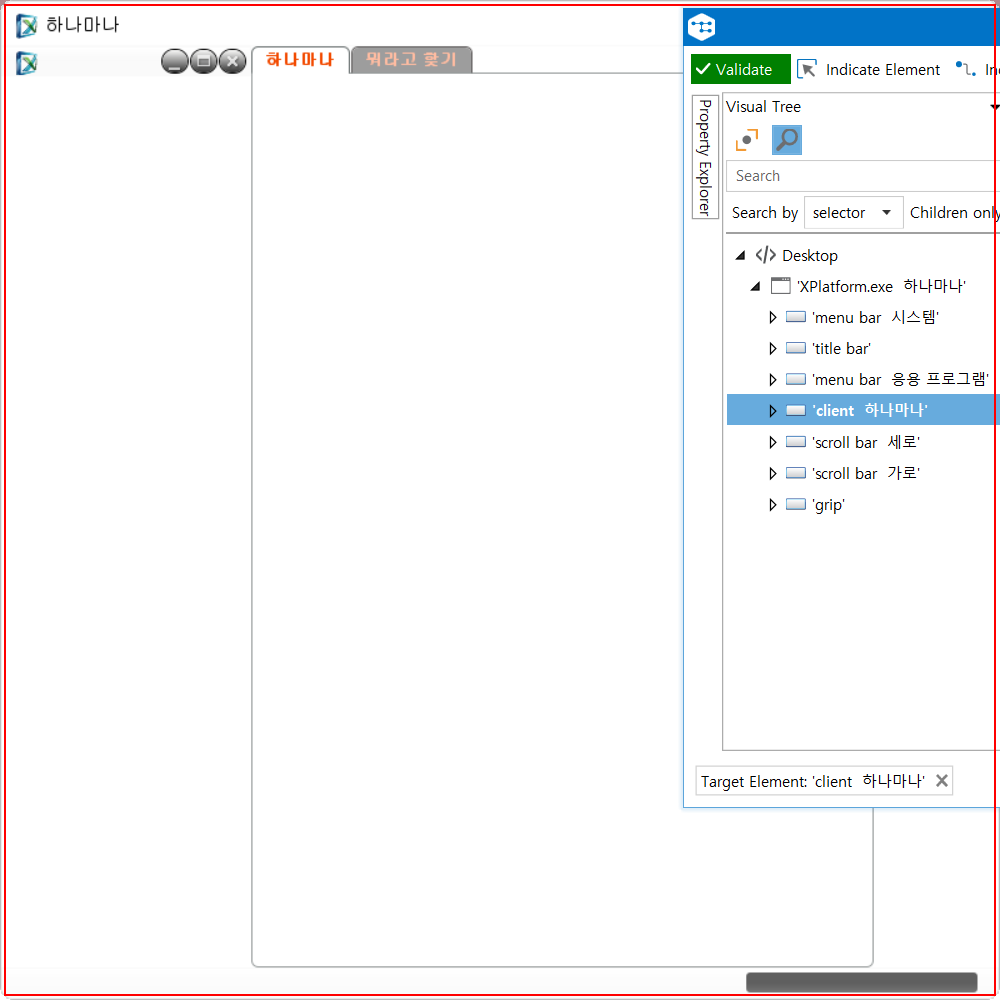 하나마나
하나마나
뭐라고 핮기
Validate
Indicate Element
Property Explorer
Visual Tree
Search
Search by
selector
Children only
Desktop
'XPlatform.exe 하나마나'
'menu bar 시스템'
'title bar'
'menu bar 응용 프로그램'
'client 하나마나'
'scroll bar 세로'
'scroll bar 가로'
'grip'
Target Element: 'client 하나마나'